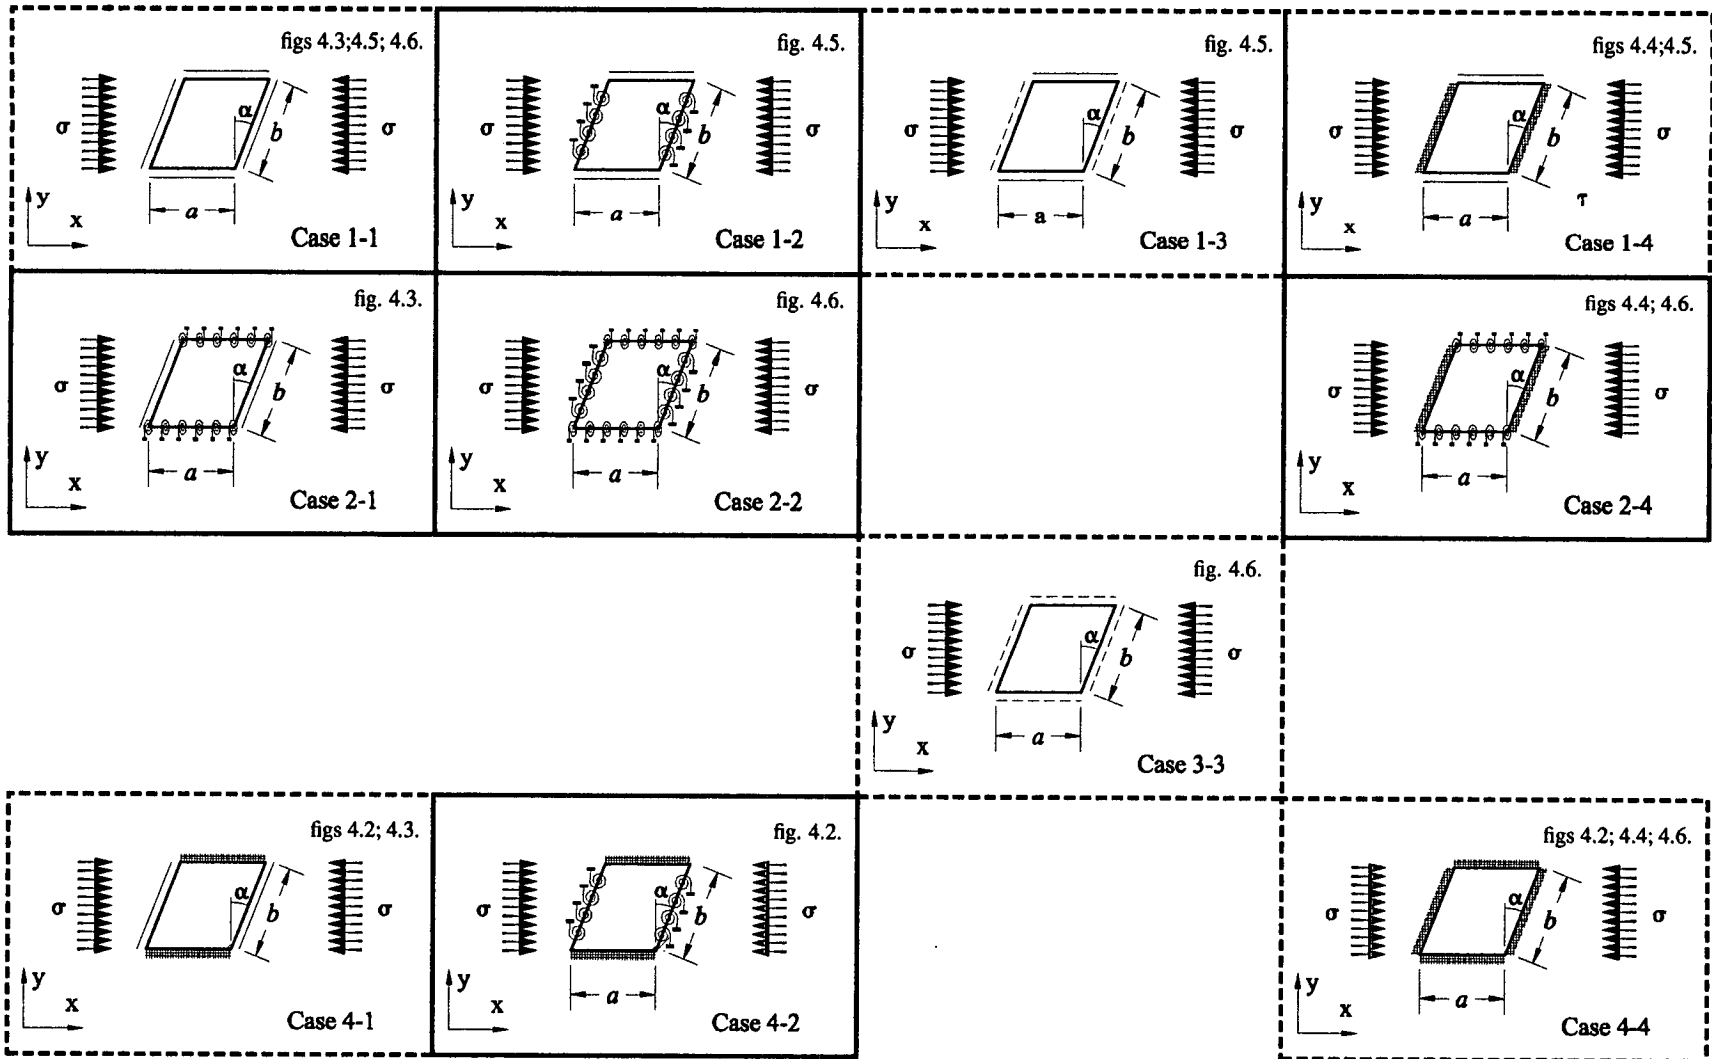 figs 4.3;4.5; 4.6.
σ
α
b
σ
y
x
a
Case 1-1
fig. 4.5.
σ
α
b
σ
y
x
a
Case 1-2
fig. 4.5.
σ
α
b
σ
y
x
a
Case 1-3
figs 4.4;4.5.
σ
α
b
σ
τ
y
x
a
Case 1-4
fig. 4.3.
σ
α
b
σ
y
x
a
Case 2-1
fig. 4.6.
σ
α
b
σ
y
x
a
Case 2-2
figs 4.4; 4.6.
σ
α
b
σ
y
x
a
Case 2-4
fig. 4.6.
σ
α
b
σ
y
x
a
Case 3-3
figs 4.2; 4.3.
σ
α
b
σ
y
x
Case 4-1
fig. 4.2.
σ
α
b
σ
y
x
a
Case 4-2
figs 4.2; 4.4; 4.6.
σ
α
b
σ
y
x
a
Case 4-4